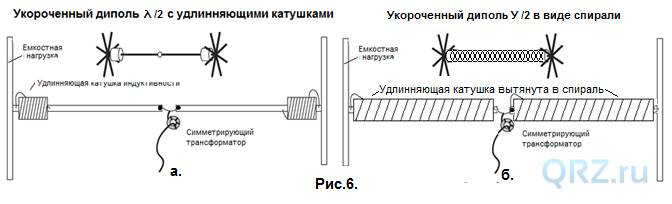 Укороченный диполь λ /2 с удлинняющими катушками
Емкостная
нагрузка
Удлинняющая катушка индуктивности
Симметрирующий
трансформатор
а.
Укороченный диполь У /2 в виде спирали
Емкостная
нагрузка
Удлинняющая катушка вытянута в спираль
Симметрирующий
трансформатор
б.
Рис.6.
QRZ.ru